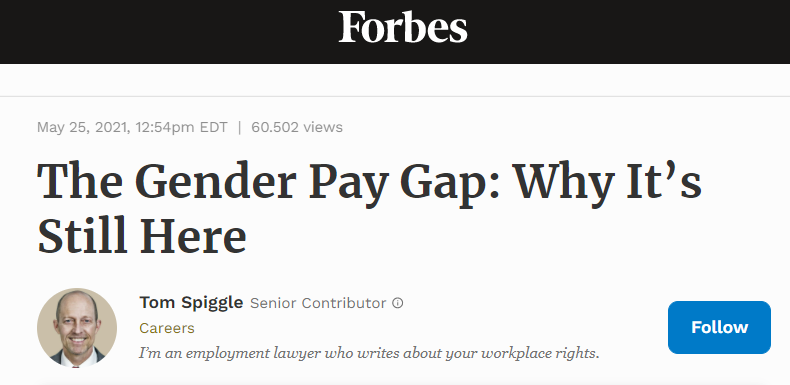 Forbes
May 25, 2021, 12:54pm EDT | 60.502 views
The Gender Pay Gap: Why It’s
Still Here
Tom Spiggle Senior Contributor
Careers
I’m an employment lawyer who writes about your workplace rights.
Follow